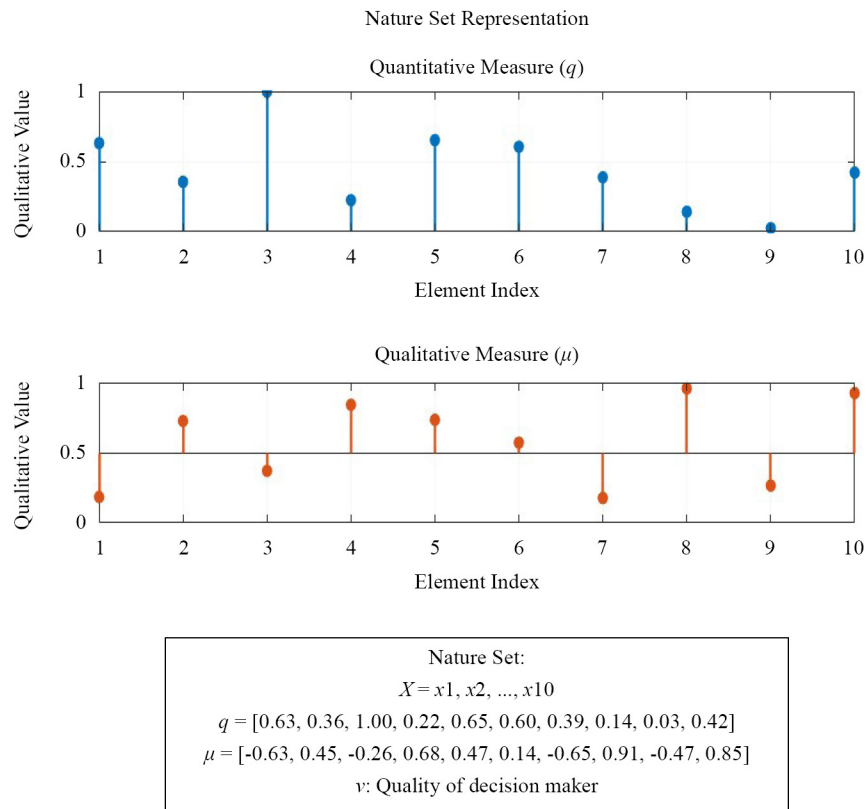 Nature Set Representation
Quantitative Measure (q)
Qualitative Value
1
0.5
0
1 2 3 4 5 6 7 8 9 10
Element Index
Qualitative Measure (μ)
Qualitative Value
1
0.5
0
1 2 3 4 5 6 7 8 9 10
Element Index
Nature Set:
X = x1, x2, ..., x10
q = [0.63, 0.36, 1.00, 0.22, 0.65, 0.60, 0.39, 0.14, 0.03, 0.42]
μ = [-0.63, 0.45, -0.26, 0.68, 0.47, 0.14, -0.65, 0.91, -0.47, 0.85]
v: Quality of decision maker